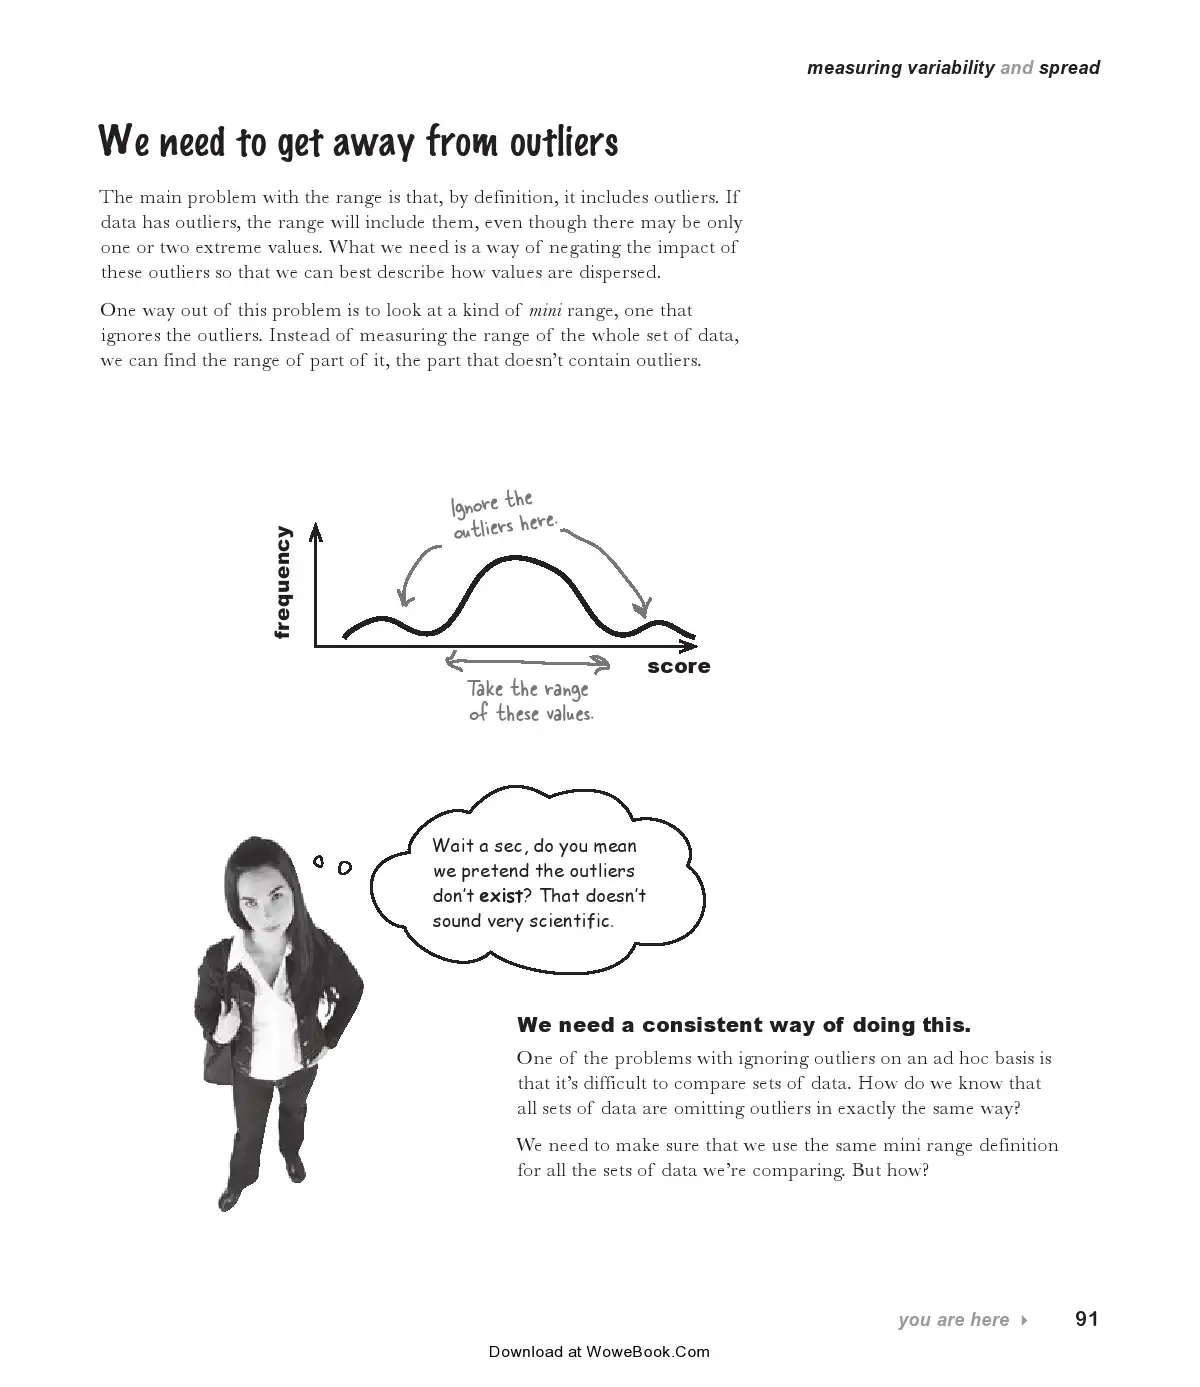 measuring variability and spread
We need to get away from outliers
The main problem with the range is that, by definition, it includes outliers. If
data has outliers, the range will include them, even though there may be only
one or two extreme values. What we need is a way of negating the impact of
these outliers so that we can best describe how values are dispersed.
One way out of this problem is to look at a kind of mini range, one that
ignores the outliers. Instead of measuring the range of the whole set of data,
we can find the range of part of it, the part that doesn't contain outliers.
Ignore the
outliers here.
frequency
score
Take the range
of these values.
Wait a sec, do you mean
we pretend the outliers
don't exist? That doesn't
sound very scientific.
We need a consistent way of doing this.
One of the problems with ignoring outliers on an ad hoc basis is
that it's difficult to compare sets of data. How do we know that
all sets of data are omitting outliers in exactly the same way?
We need to make sure that we use the same mini range definition
for all the sets of data we're comparing. But how?
you are here 91
Download at WoweBook.Com